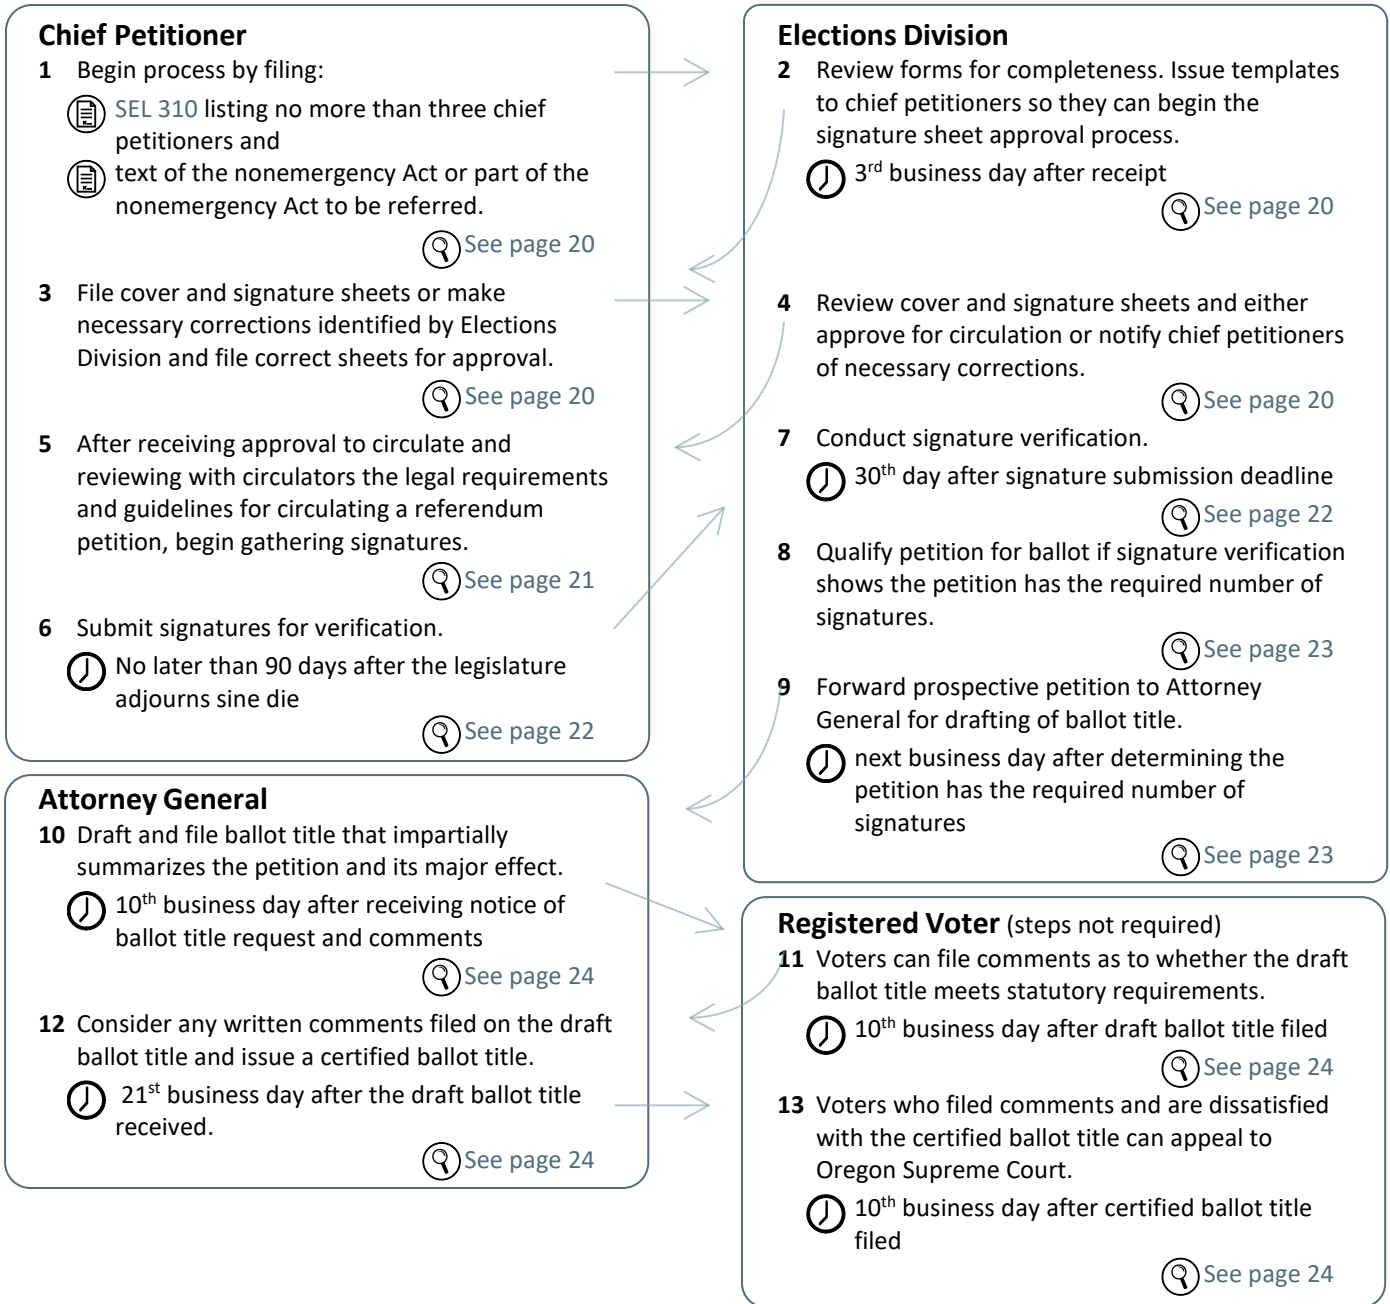 Chief Petitioner
1 Begin process by filing:
SEL 310 listing no more than three chief
petitioners and
text of the nonemergency Act or part of the
nonemergency Act to be referred.
See page 20
3 File cover and signature sheets or make
necessary corrections identified by Elections
Division and file correct sheets for approval.
See page 20
5 After receiving approval to circulate and
reviewing with circulators the legal requirements
and guidelines for circulating a referendum
petition, begin gathering signatures.
See page 21
6 Submit signatures for verification.
No later than 90 days after the legislature
adjourns sine die
See page 22
Elections Division
2 Review forms for completeness. Issue templates
to chief petitioners so they can begin the
signature sheet approval process.
3rd business day after receipt
See page 20
4 Review cover and signature sheets and either
approve for circulation or notify chief petitioners
of necessary corrections.
See page 20
7 Conduct signature verification.
30th day after signature submission deadline
See page 22
8 Qualify petition for ballot if signature verification
shows the petition has the required number of
signatures.
See page 23
9 Forward prospective petition to Attorney
General for drafting of ballot title.
next business day after determining the
petition has the required number of
signatures
See page 23
Attorney General
10 Draft and file ballot title that impartially
summarizes the petition and its major effect.
10th business day after receiving notice of
ballot title request and comments
See page 24
12 Consider any written comments filed on the draft
ballot title and issue a certified ballot title.
21st business day after the draft ballot title
received.
See page 24
Registered Voter (steps not required)
11 Voters can file comments as to whether the draft
ballot title meets statutory requirements.
10th business day after draft ballot title filed
See page 24
13 Voters who filed comments and are dissatisfied
with the certified ballot title can appeal to
Oregon Supreme Court.
10th business day after certified ballot title
filed
See page 24